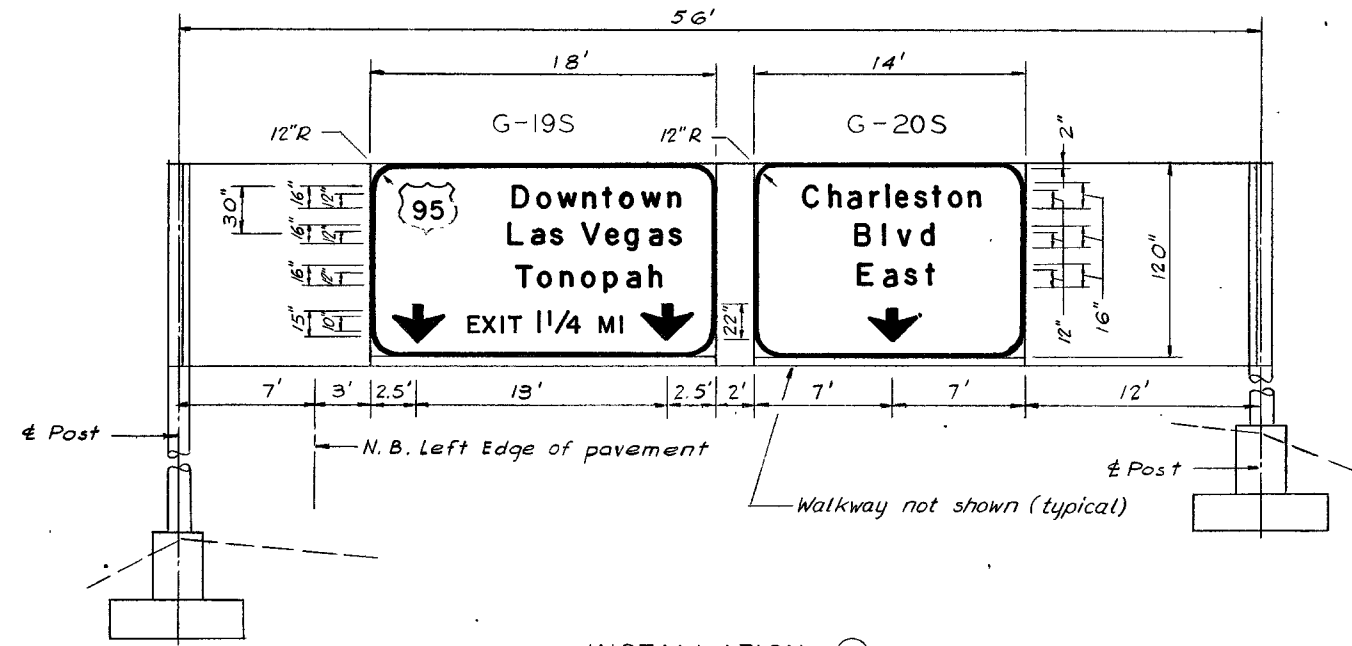 56'
18'
14'
G-19S
G-20S
12"R
12"R
2"
30"
16"
12"
16"
12"
16"
12"
15"
10"
95
Downtown
Las Vegas
Tonopah
EXIT 1 1/4 MI
22"
Charleston
Blvd
East
12"
16"
120"
7'
3'
2.5'
13'
2.5'
2'
7'
7'
12'
℄ Post
N.B. Left Edge of pavement
℄ Post
Walkway not shown (typical)